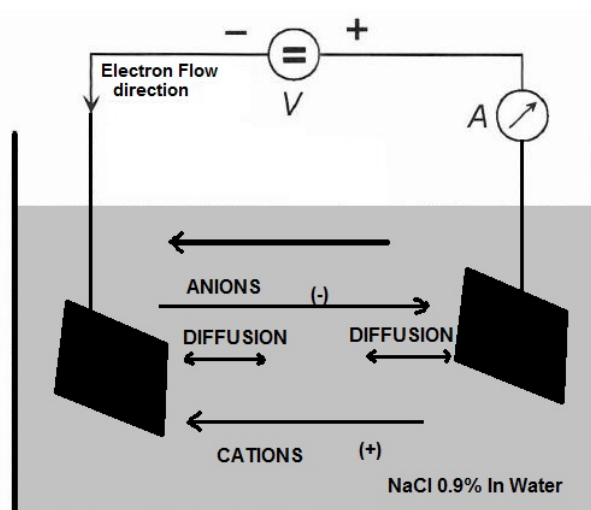 − = +
Electron Flow
direction
V
A
ANIONS (-)
DIFFUSION DIFFUSION
CATIONS (+)
NaCl 0.9% In Water